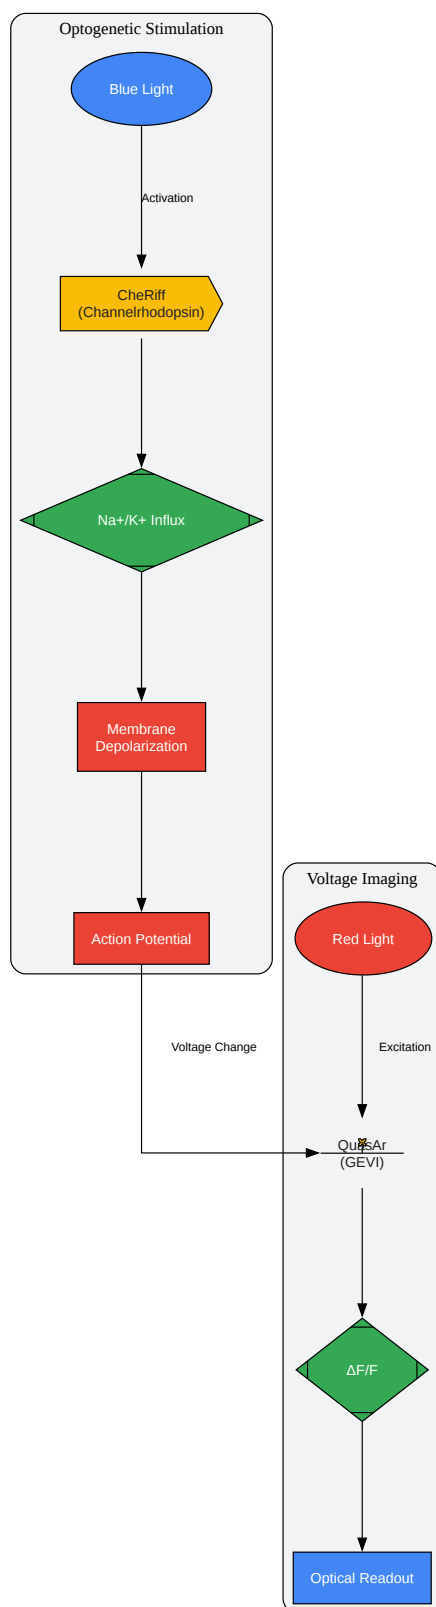 Optogenetic Stimulation
Blue Light
Activation
CheRiff
(Channelrhodopsin)
Na+/K+ Influx
Membrane
Depolarization
Action Potential
Voltage Change
Voltage Imaging
Red Light
Excitation
QuasAr
(GEVI)
ΔF/F
Optical Readout